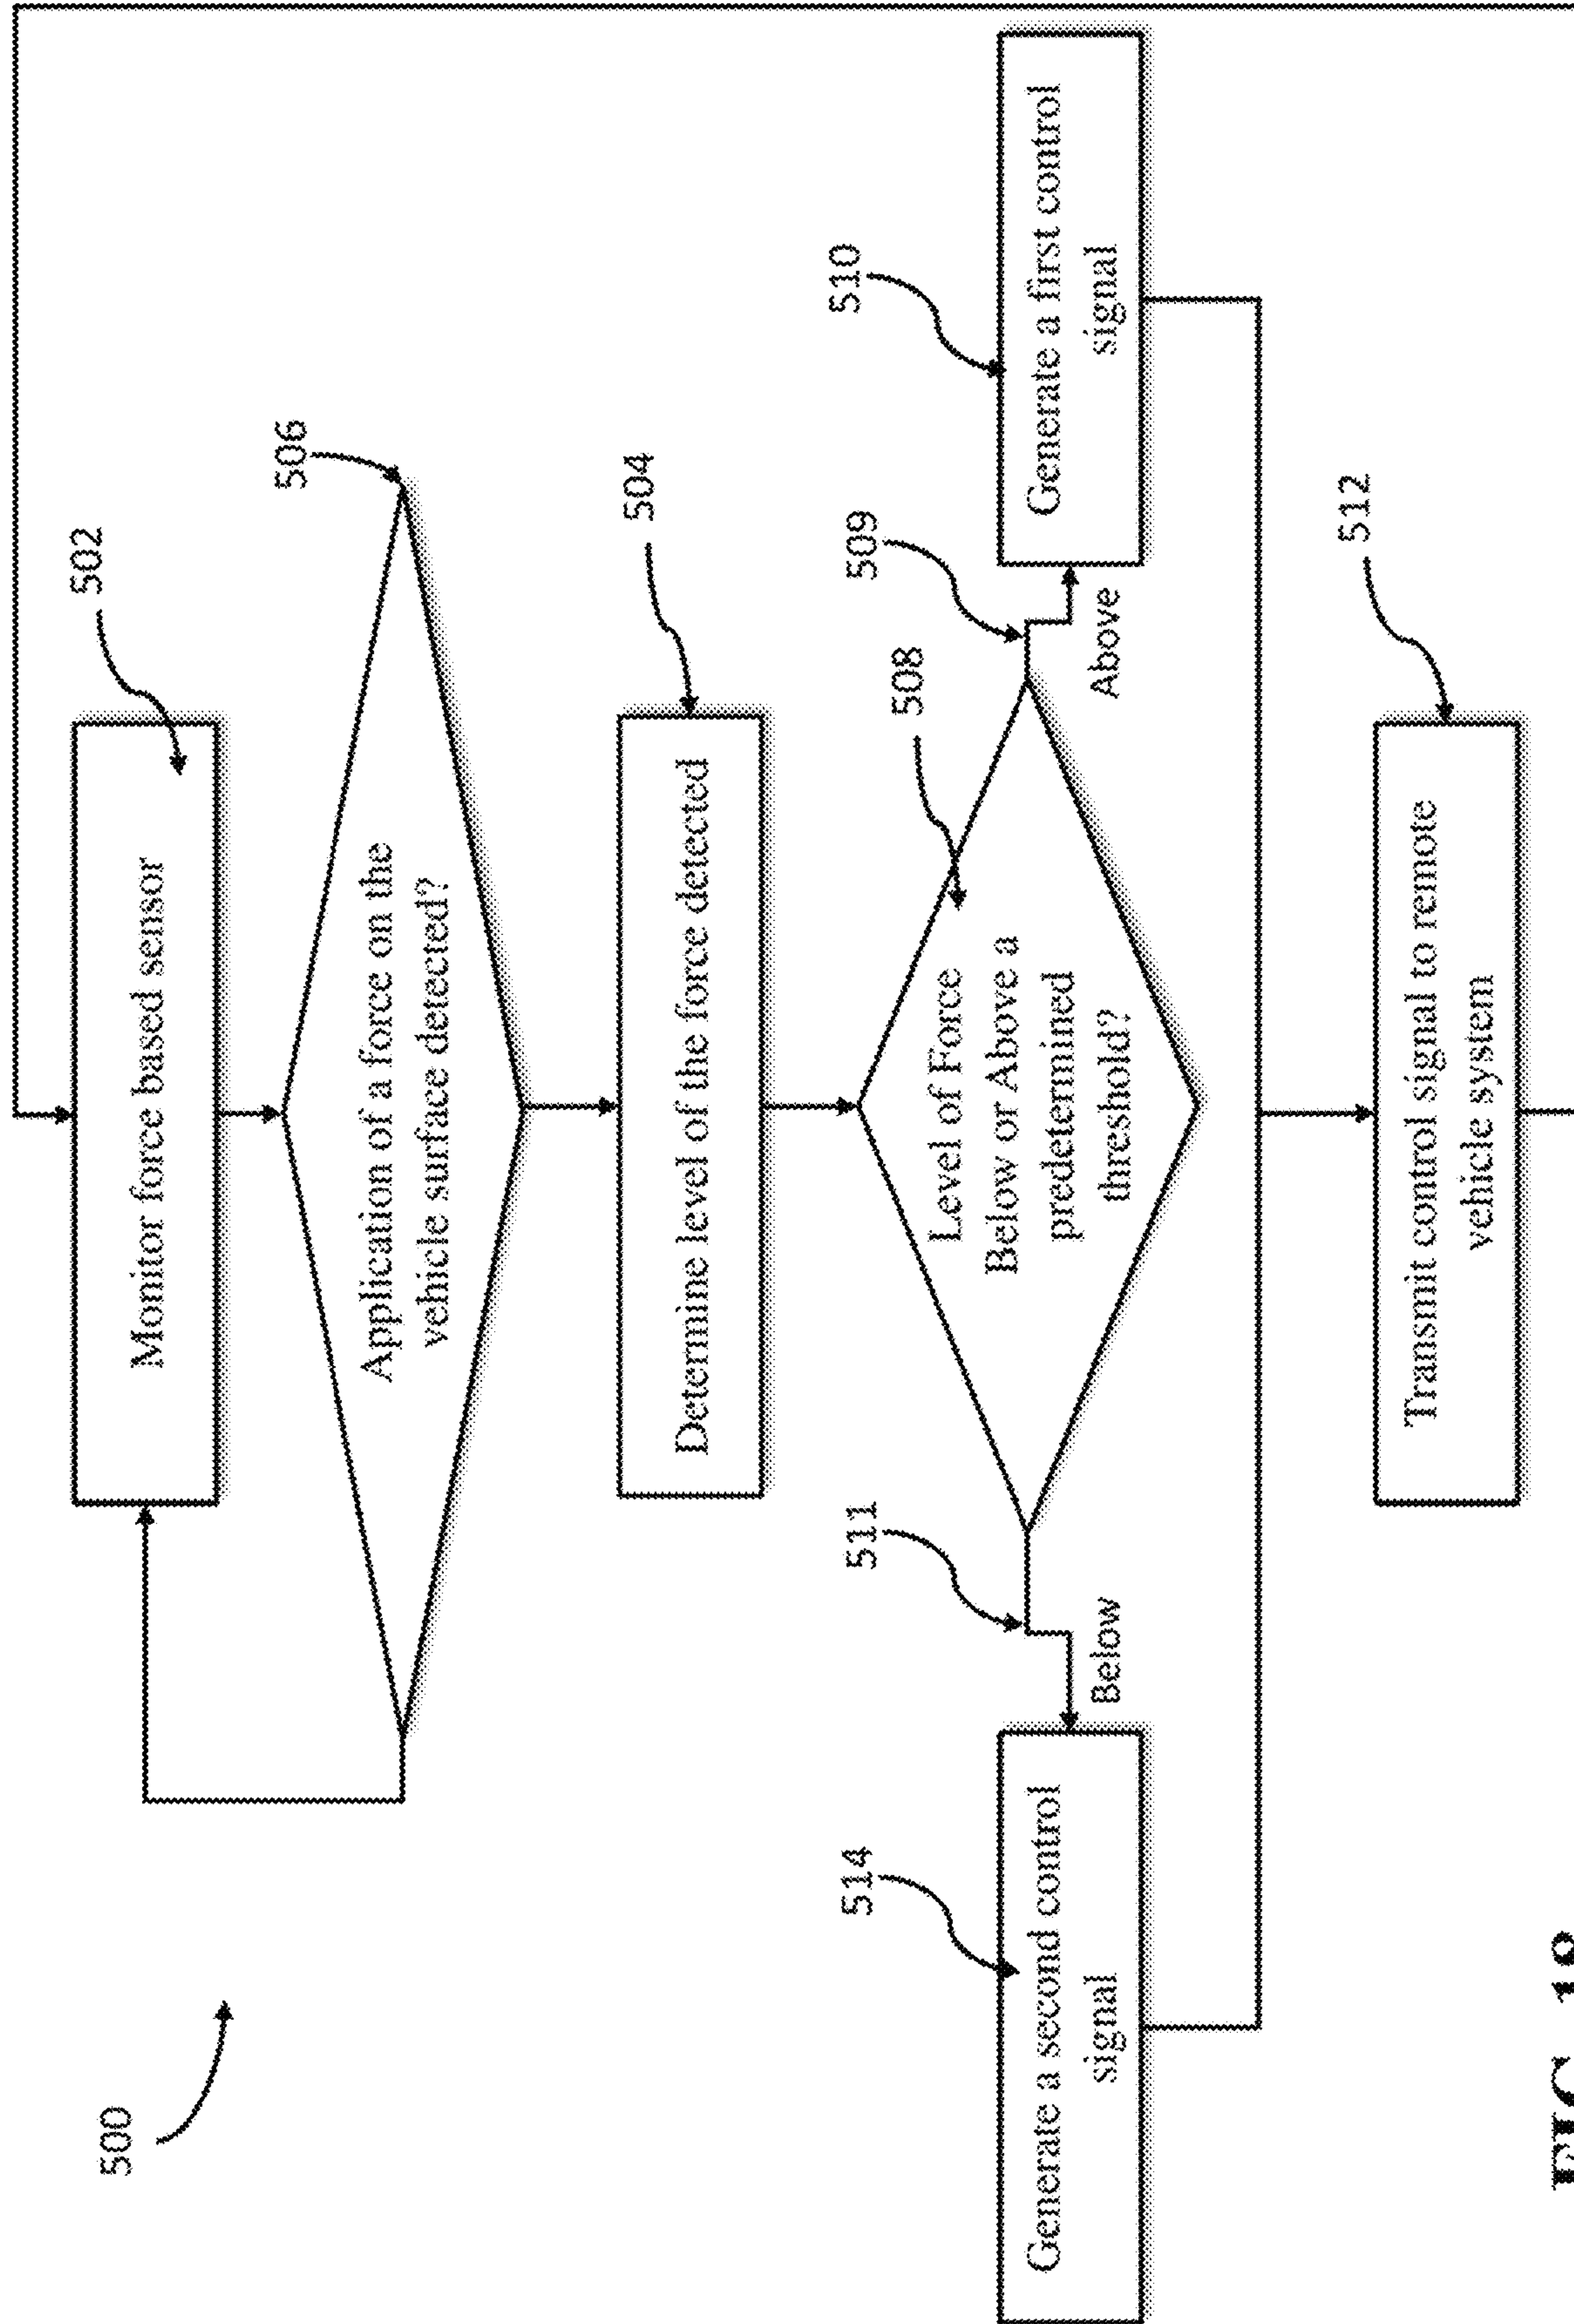 500
502
Monitor force based sensor
506
Application of a force on the
vehicle surface detected?
504
Determine level of the force detected
508
Level of Force
Below or Above a
predetermined
threshold?
511
Below
509
Above
514
Generate a second control
signal
510
Generate a first control
signal
512
Transmit control signal to remote
vehicle system